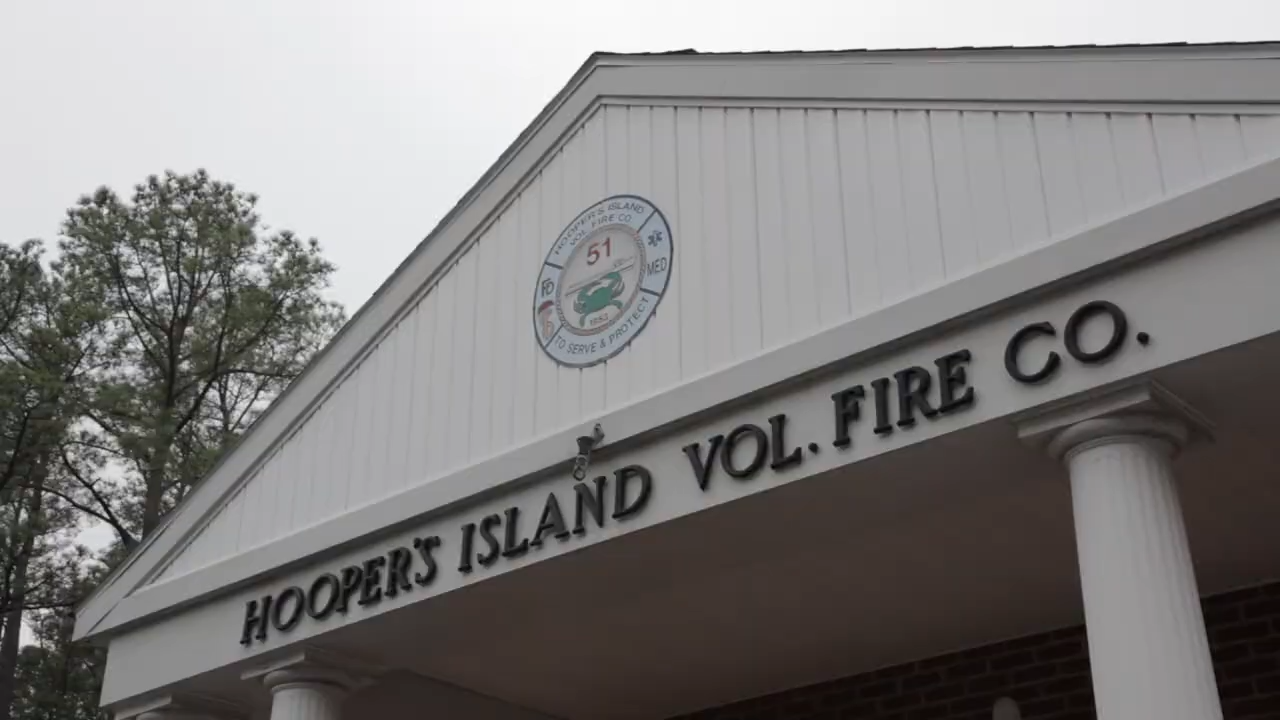 HOOPER'S ISLAND
VOL. FIRE CO
51
MED
FD
TO SERVE & PROTECT
HOOPER'S ISLAND VOL. FIRE CO.